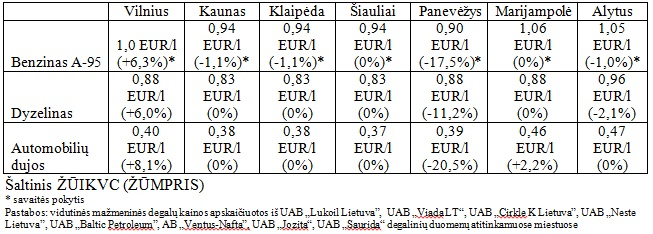 Vilnius Kaunas Klaipėda Šiauliai Panevėžys Marijampolė Alytus
Benzinas A-95 1,0 EUR/l (+6,3%)* 0,94 EUR/l (-1,1%)* 0,94 EUR/l (-1,1%)* 0,94 EUR/l (0%)* 0,90 EUR/l (-17,5%)* 1,06 EUR/l (0%)* 1,05 EUR/l (-1,0%)*
Dyzelinas 0,88 EUR/l (+6,0%) 0,83 EUR/l (0%) 0,83 EUR/l (0%) 0,83 EUR/l (0%) 0,88 EUR/l (-11,2%) 0,88 EUR/l (0%) 0,96 EUR/l (-2,1%)
Automobilių dujos 0,40 EUR/l (+8,1%) 0,38 EUR/l (0%) 0,38 EUR/l (0%) 0,37 EUR/l (0%) 0,39 EUR/l (-20,5%) 0,46 EUR/l (+2,2%) 0,47 EUR/l (0%)
Šaltinis ŽŪIKVC (ŽŪMPRIS)
* savaitės pokytis
Pastabos: vidutinės mažmeninės degalų kainos apskaičiuotos iš UAB „Lukoil Lietuva", UAB „Viada LT“, UAB „Cirkle K Lietuva", UAB „Neste
Lietuva", UAB „Baltic Petroleum", AB „Ventus-Nafta", UAB „Jozita", UAB „Saurida" degalinių duomenų atitinkamuose miestuose